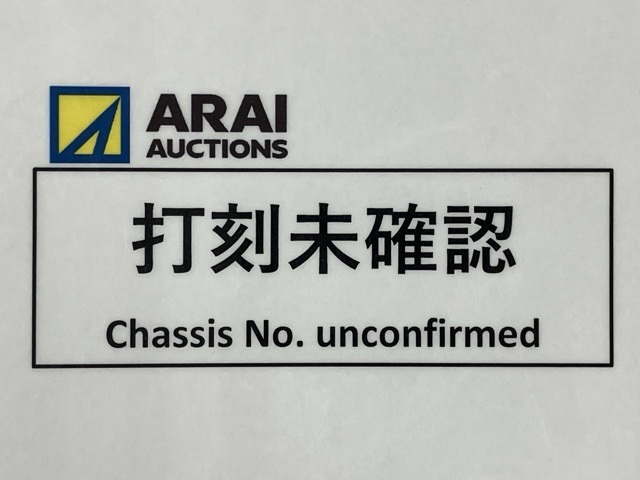 ARAI
AUCTIONS
打刻未確認
Chassis No. unconfirmed